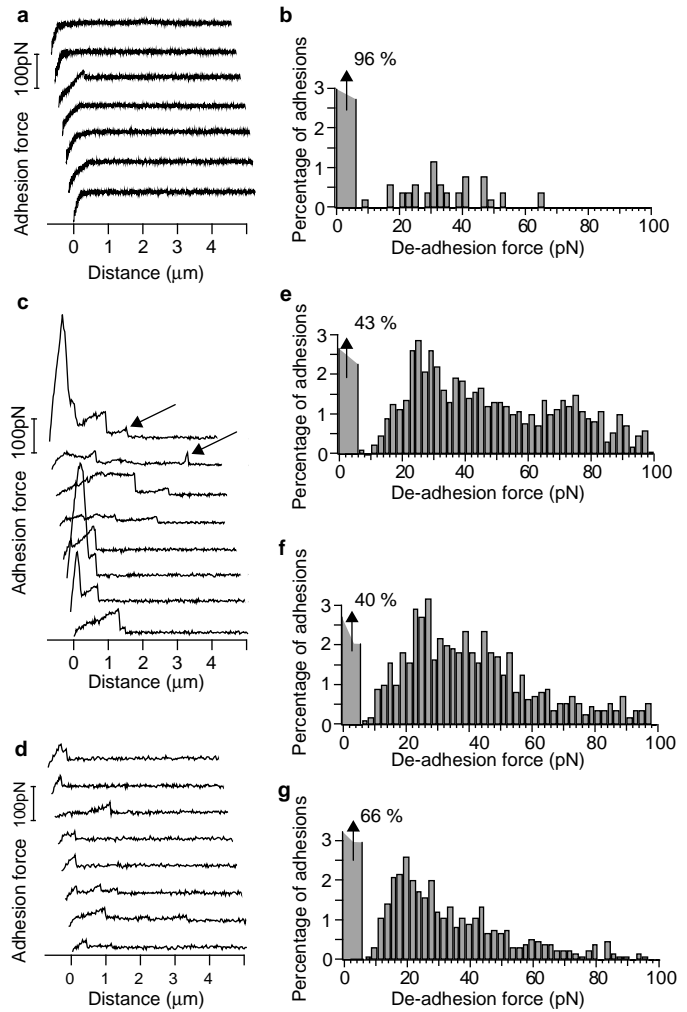 a
100pN
Adhesion force
0 1 2 3 4
Distance (μm)
b
96 %
Percentage of adhesions
3
2
1
0
0 20 40 60 80 100
De-adhesion force (pN)
c
100pN
Adhesion force
0 1 2 3 4
Distance (μm)
e
43 %
Percentage of adhesions
3
2
1
0
0 20 40 60 80 100
De-adhesion force (pN)
f
40 %
Percentage of adhesions
3
2
1
0
0 20 40 60 80 100
De-adhesion force (pN)
d
100pN
Adhesion force
0 1 2 3 4
Distance (μm)
g
66 %
Percentage of adhesions
3
2
1
0
0 20 40 60 80 100
De-adhesion force (pN)